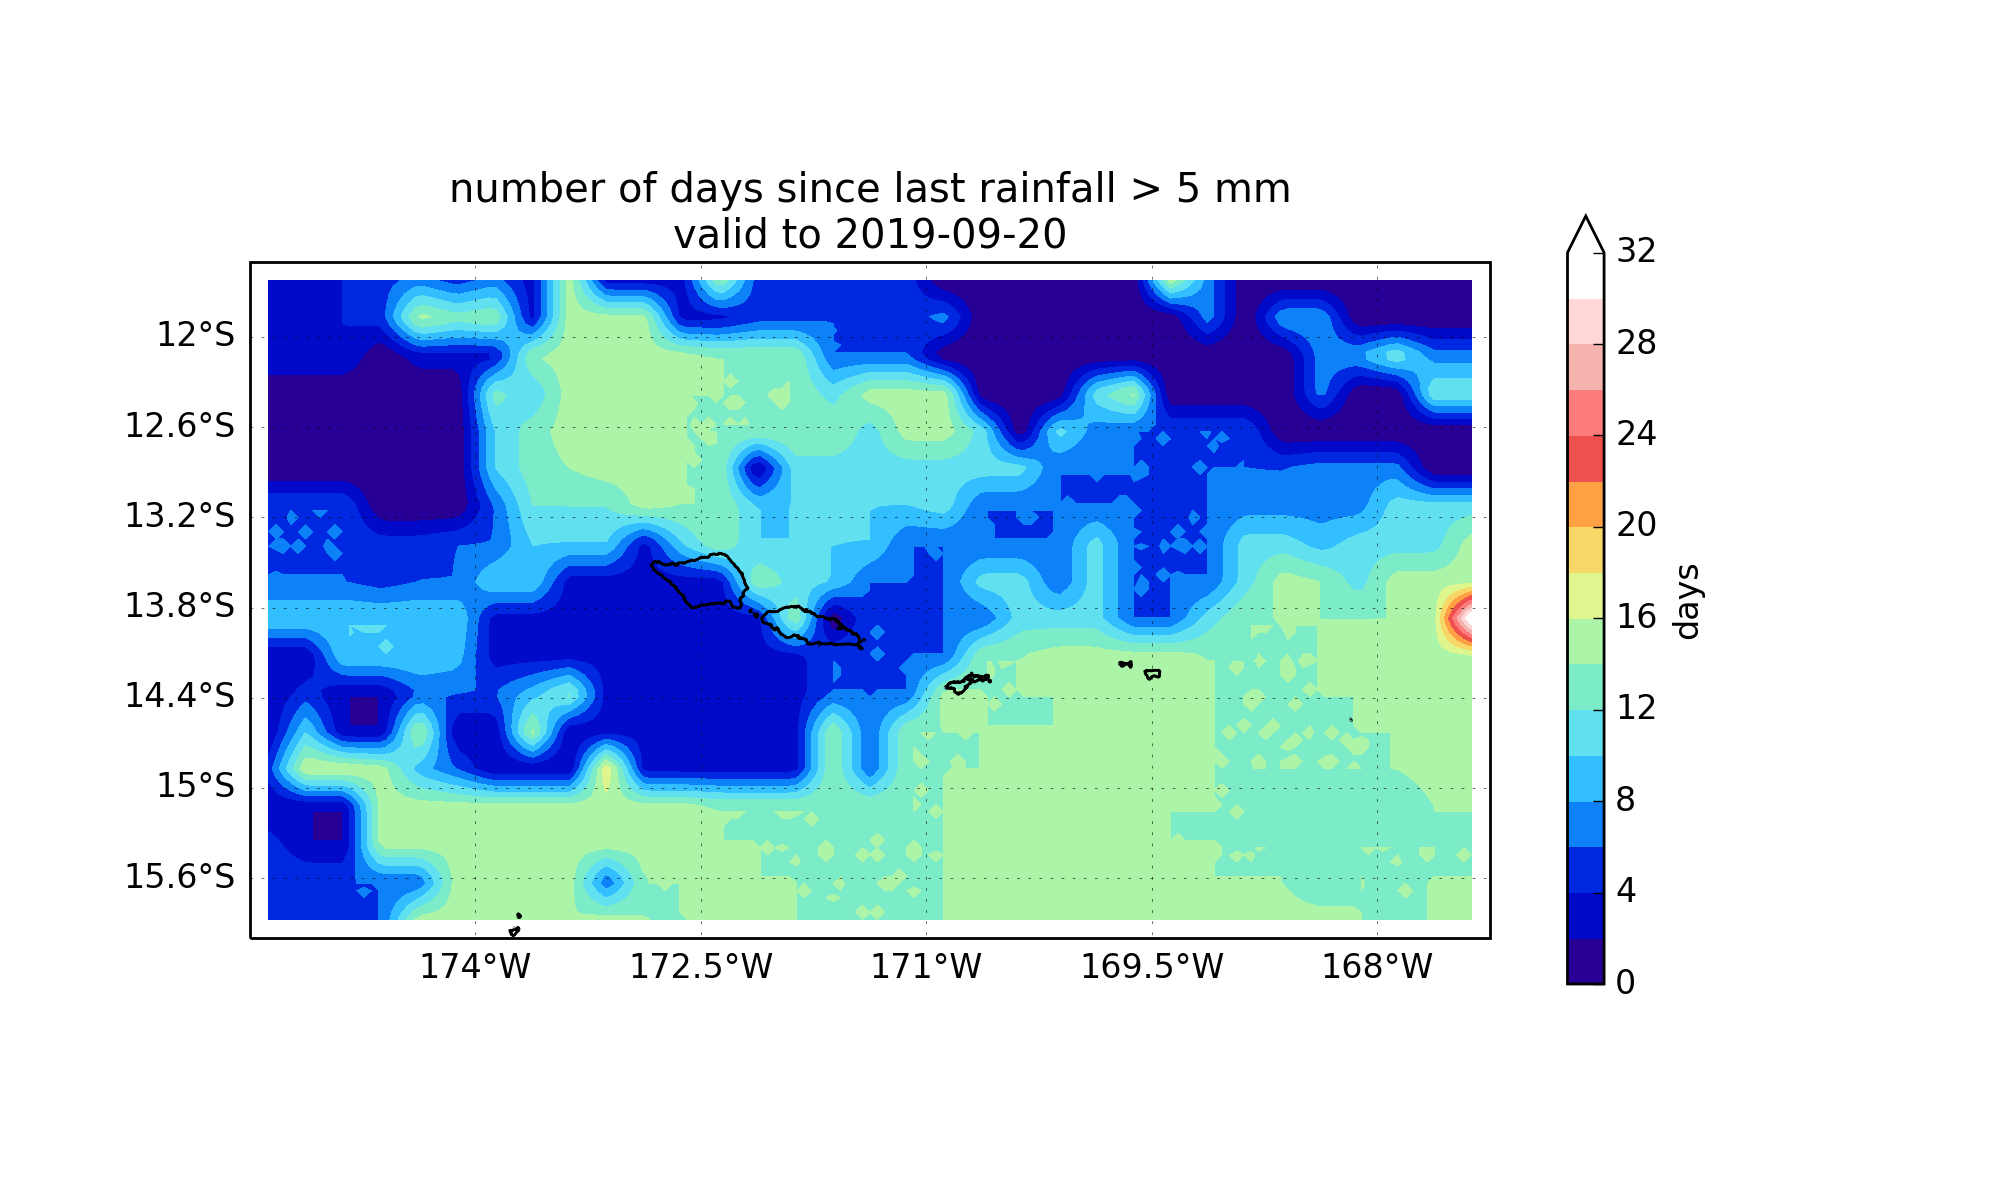 number of days since last rainfall > 5 mm
valid to 2019-09-20
12°S
12.6°S
13.2°S
13.8°S
14.4°S
15°S
15.6°S
174°W
172.5°W
171°W
169.5°W
168°W
32
28
24
20
16
12
8
4
0
days